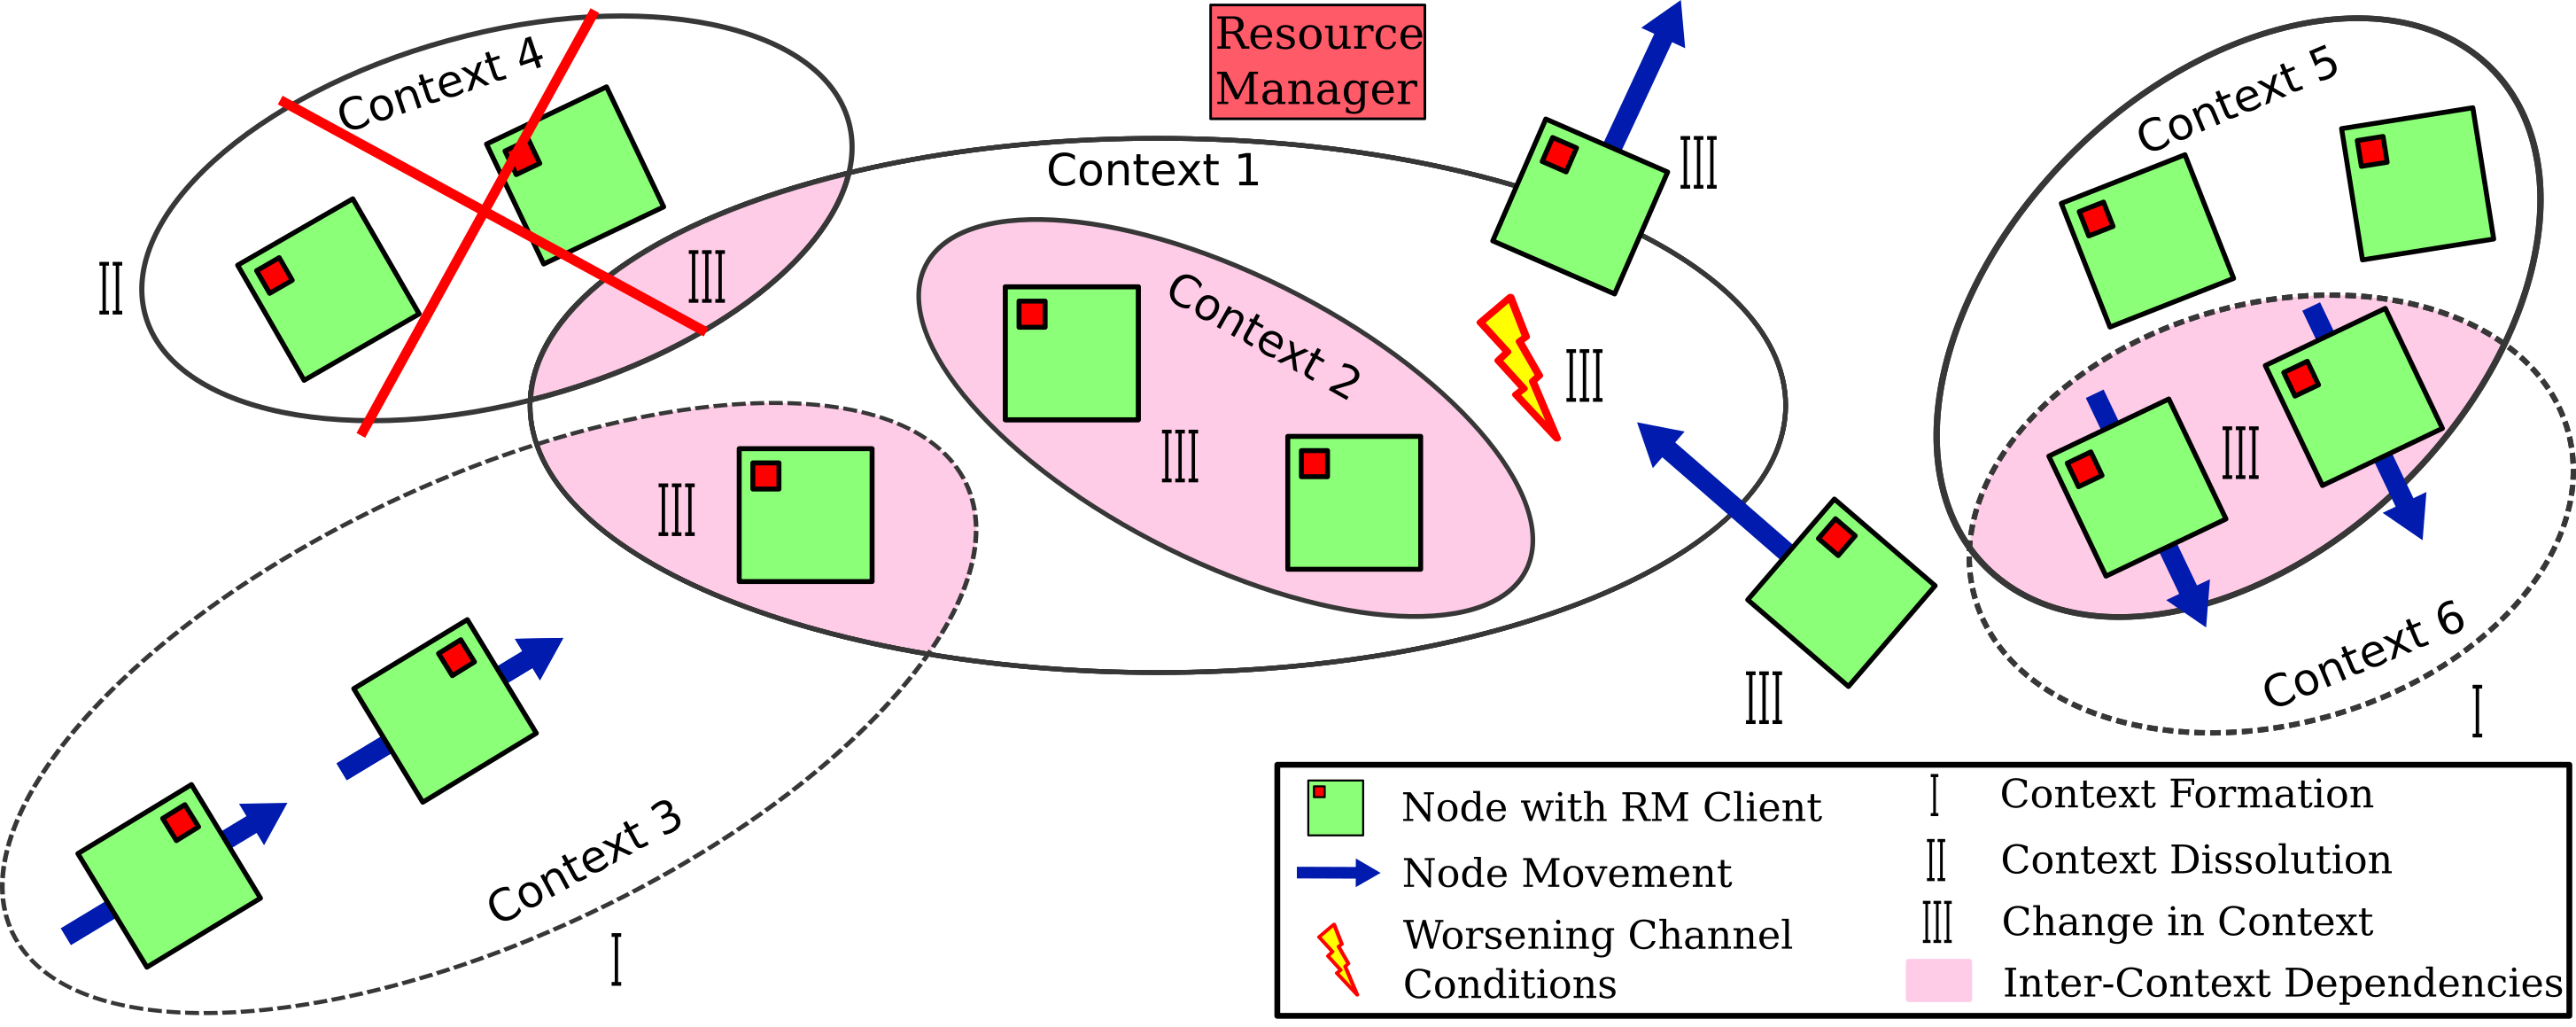 Resource
Manager
Context 4
Context 5
Context 1
III
II
III
Context 2
III
III
III
III
Context 6
III
I
Context 3
I
Node with RM Client
Node Movement
Worsening Channel
Conditions
I Context Formation
II Context Dissolution
III Change in Context
Inter-Context Dependencies